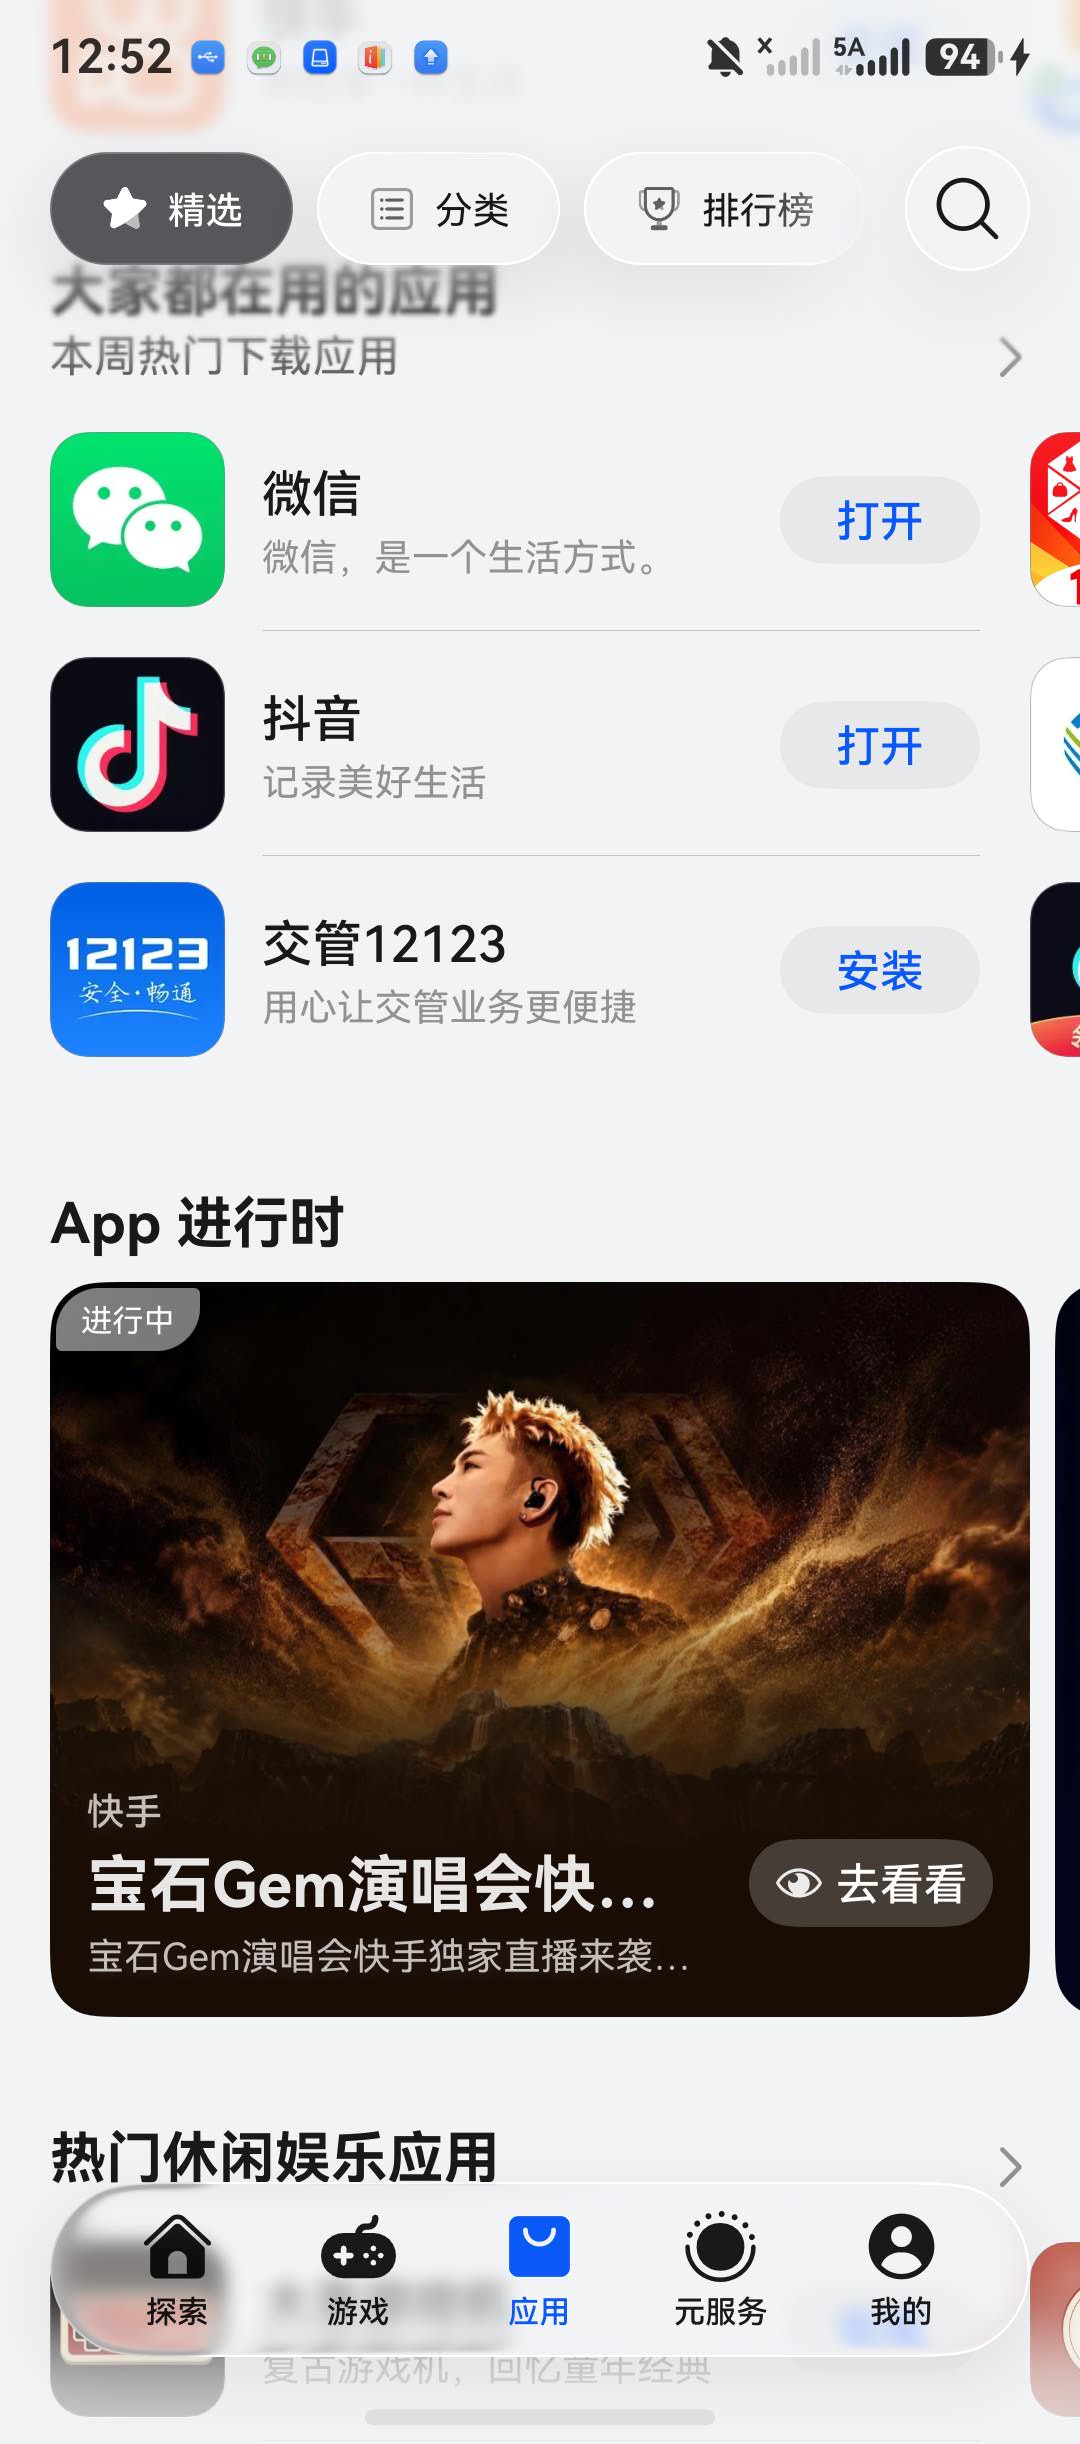 12:52
5A
94
精选
分类
排行榜
大家都在用的应用
本周热门下载应用
微信
微信，是一个生活方式。
打开
抖音
记录美好生活
打开
12123
安全·畅通
交管12123
用心让交管业务更便捷
安装
App 进行时
进行中
快手
宝石Gem演唱会快...
宝石Gem演唱会快手独家直播来袭...
去看看
热门休闲娱乐应用
探索
游戏
应用
元服务
我的
复古游戏机，回忆童年经典